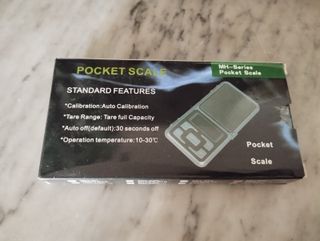 POCKET SCALE
MH-Series
Pocket Scale
STANDARD FEATURES
*Calibration:Auto Calibration
*Tare Range: Tare full Capacity
*Auto off(default):30 seconds off
*Operation temperature:10-30℃
Pocket
Scale